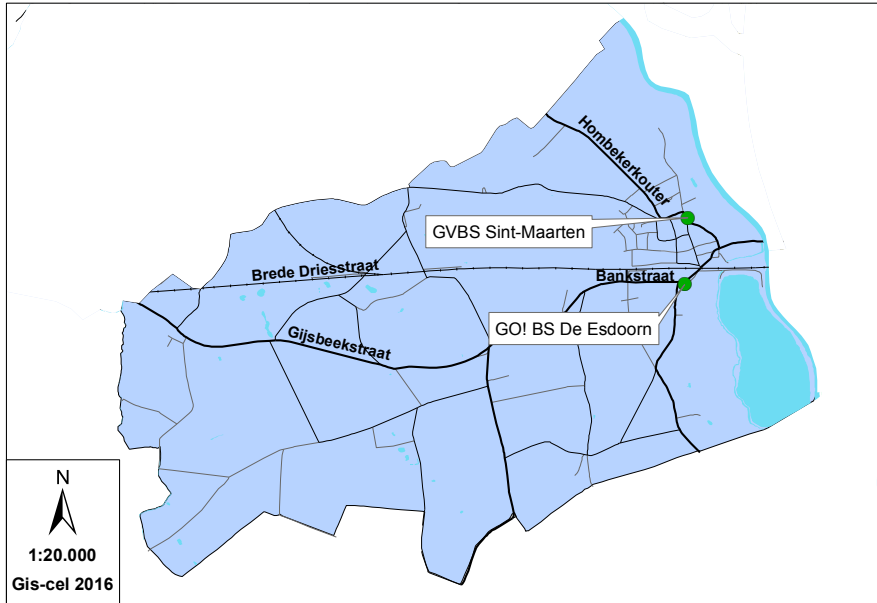 Hombekerkouter
GVBS Sint-Maarten
Brede Driesstraat
Bankstraat
GO! BS De Esdoorn
Gijsbeekstraat
N
1:20.000
Gis-cel 2016